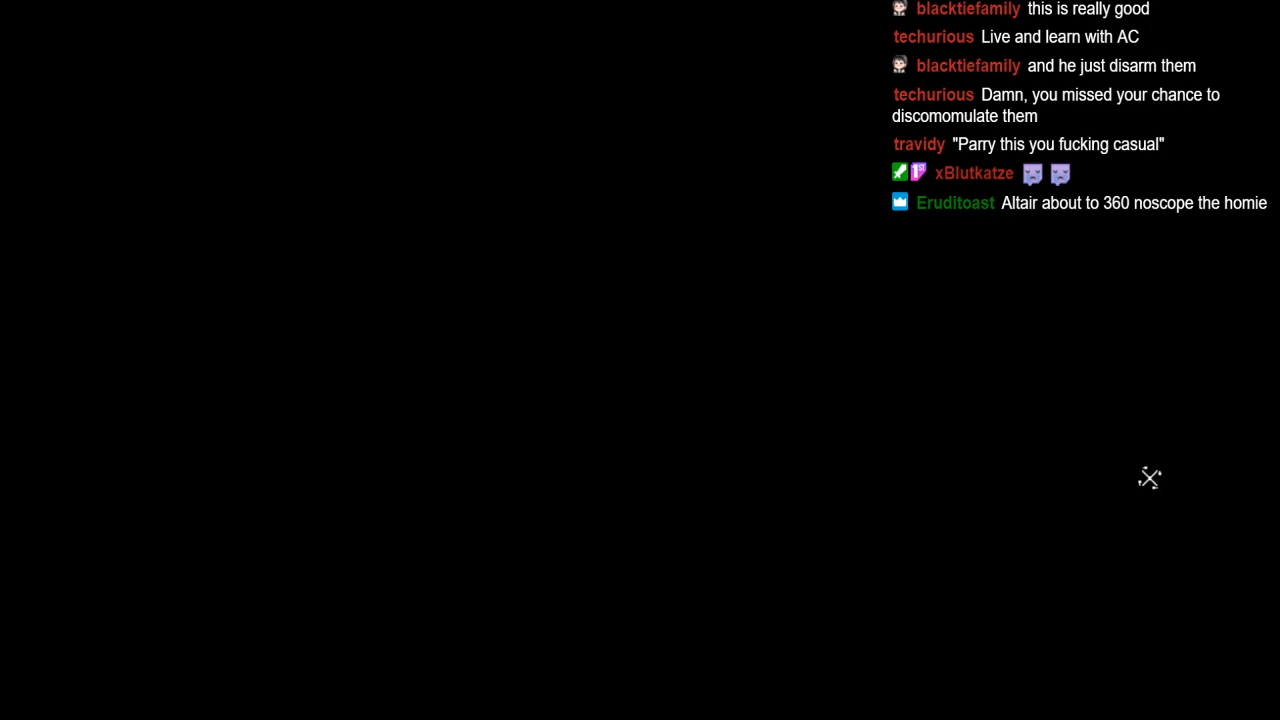 blacktiefamily this is really good
techurious Live and learn with AC
blacktiefamily and he just disarm them
techurious Damn, you missed your chance to
discomomulate them
travidy "Parry this you fucking casual"
1ST xBlutkatze
Eruditoast Altair about to 360 noscope the homie